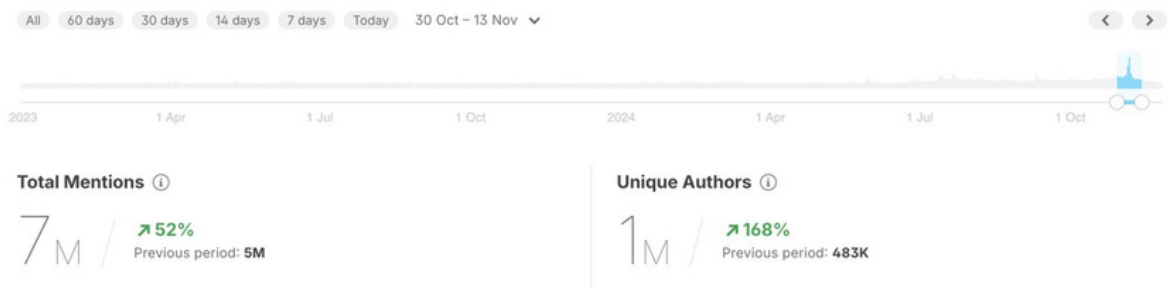 All 60 days 30 days 14 days 7 days Today 30 Oct – 13 Nov
2023 1 Apr 1 Jul 1 Oct 2024 1 Apr 1 Jul 1 Oct
Total Mentions
7M
52%
Previous period: 5M
Unique Authors
1M
168%
Previous period: 483K